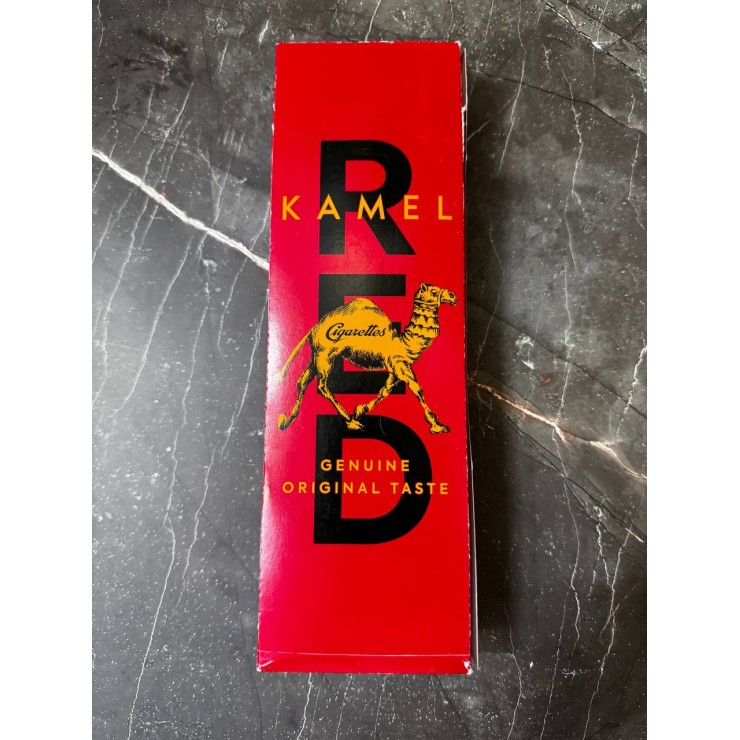 RED
KAMEL
Cigarettes
GENUINE
ORIGINAL TASTE